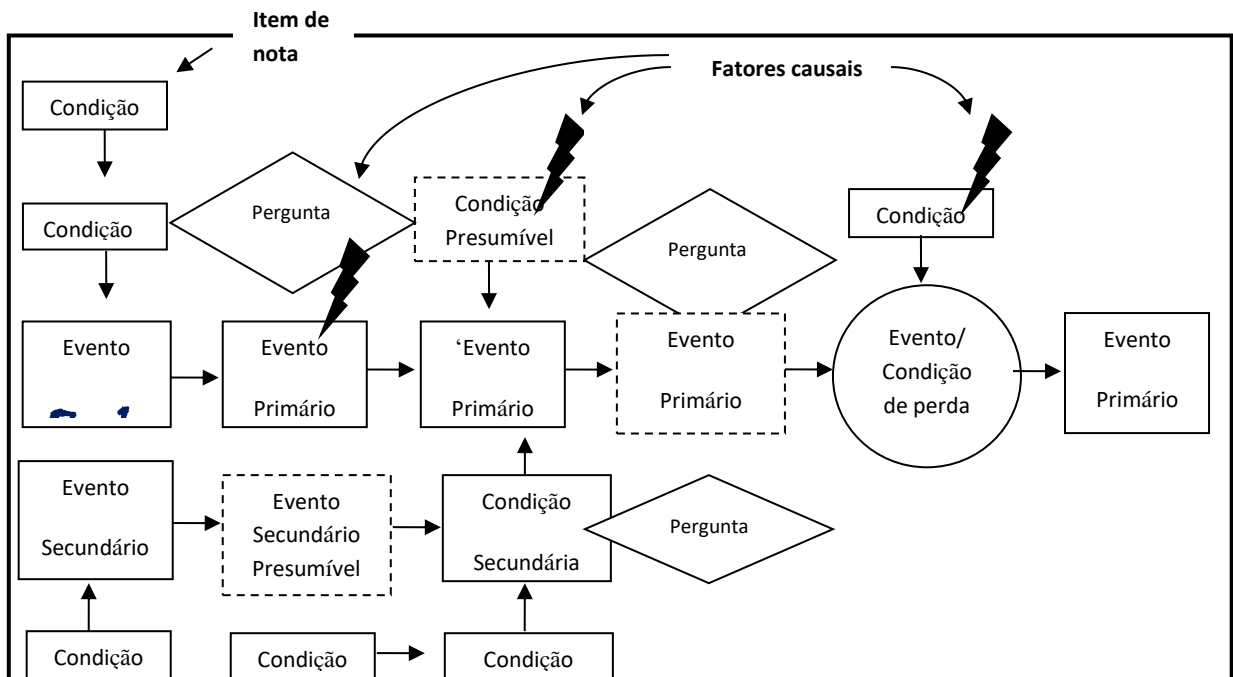 Item de
nota
Fatores causais
Condição
Condição
Pergunta
Condição
Presumível
Pergunta
Condição
Evento
Evento
Primário
‘Evento
Primário
Evento
Primário
Evento/
Condição
de perda
Evento
Primário
Evento
Secundário
Evento
Secundário
Presumível
Condição
Secundária
Pergunta
Condição
Condição
Condição